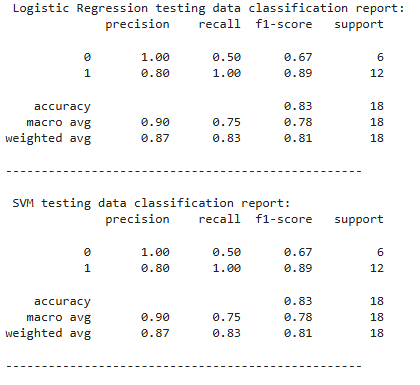 Logistic Regression testing data classification report:
precision recall f1-score support
0 1.00 0.50 0.67 6
1 0.80 1.00 0.89 12
accuracy 0.83 18
macro avg 0.90 0.75 0.78 18
weighted avg 0.87 0.83 0.81 18
---------------------------------------------------
SVM testing data classification report:
precision recall f1-score support
0 1.00 0.50 0.67 6
1 0.80 1.00 0.89 12
accuracy 0.83 18
macro avg 0.90 0.75 0.78 18
weighted avg 0.87 0.83 0.81 18
---------------------------------------------------